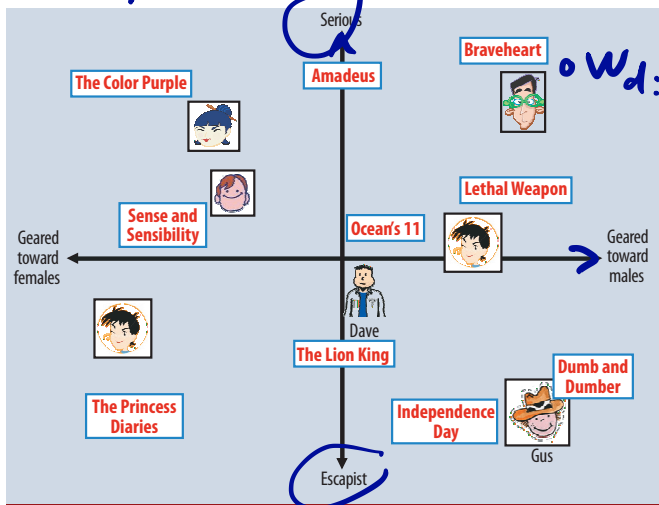 Serious
Braveheart
The Color Purple
Amadeus
Wd:
Lethal Weapon
Sense and
Sensibility
Ocean's 11
Geared
toward
females
Geared
toward
males
Dave
The Lion King
Dumb and
Dumber
The Princess
Diaries
Independence
Day
Gus
Escapist